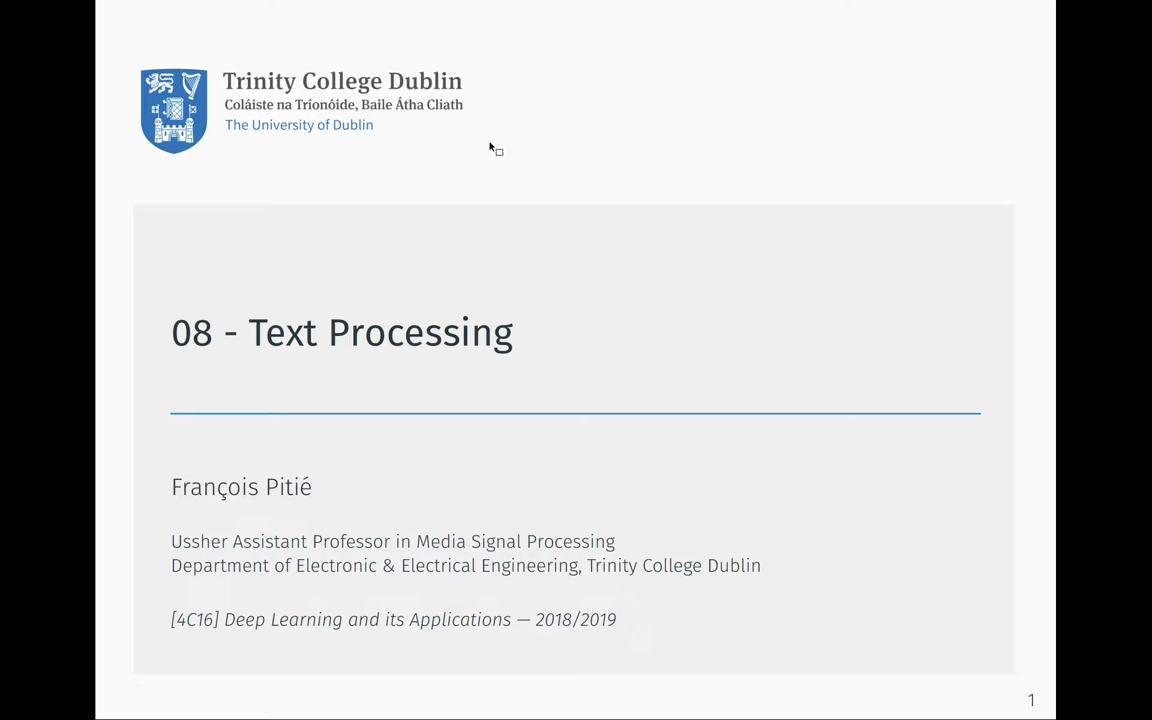 Trinity College Dublin
Coláiste na Tríonóide, Baile Átha Cliath
The University of Dublin
08 - Text Processing
François Pitié
Ussher Assistant Professor in Media Signal Processing
Department of Electronic & Electrical Engineering, Trinity College Dublin
[4C16] Deep Learning and its Applications — 2018/2019
1